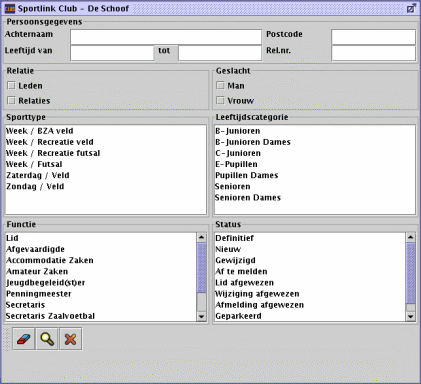 CLUB Sportlink Club - De Schoof
Persoonsgegevens
Achternaam Postcode
Leeftijd van tot Rel.nr.
Relatie Geslacht
Leden Man
Relaties Vrouw
Sporttype Leeftijdscategorie
Week / BZA veld
Week / Recreatie veld
Week / Recreatie futsal
Week / Futsal
Zaterdag / Veld
Zondag / Veld
B-Junioren
B-Junioren Dames
C-Junioren
E-Pupillen
Pupillen Dames
Senioren
Senioren Dames
Functie Status
Lid
Afgevaardigde
Accommodatie Zaken
Amateur Zaken
Jeugdbegeleid(st)er
Penningmeester
Secretaris
Secretaris Zaalvoetbal
Definitief
Nieuw
Gewijzigd
Af te melden
Lid afgewezen
Wijziging afgewezen
Afmelding afgewezen
Geparkeerd